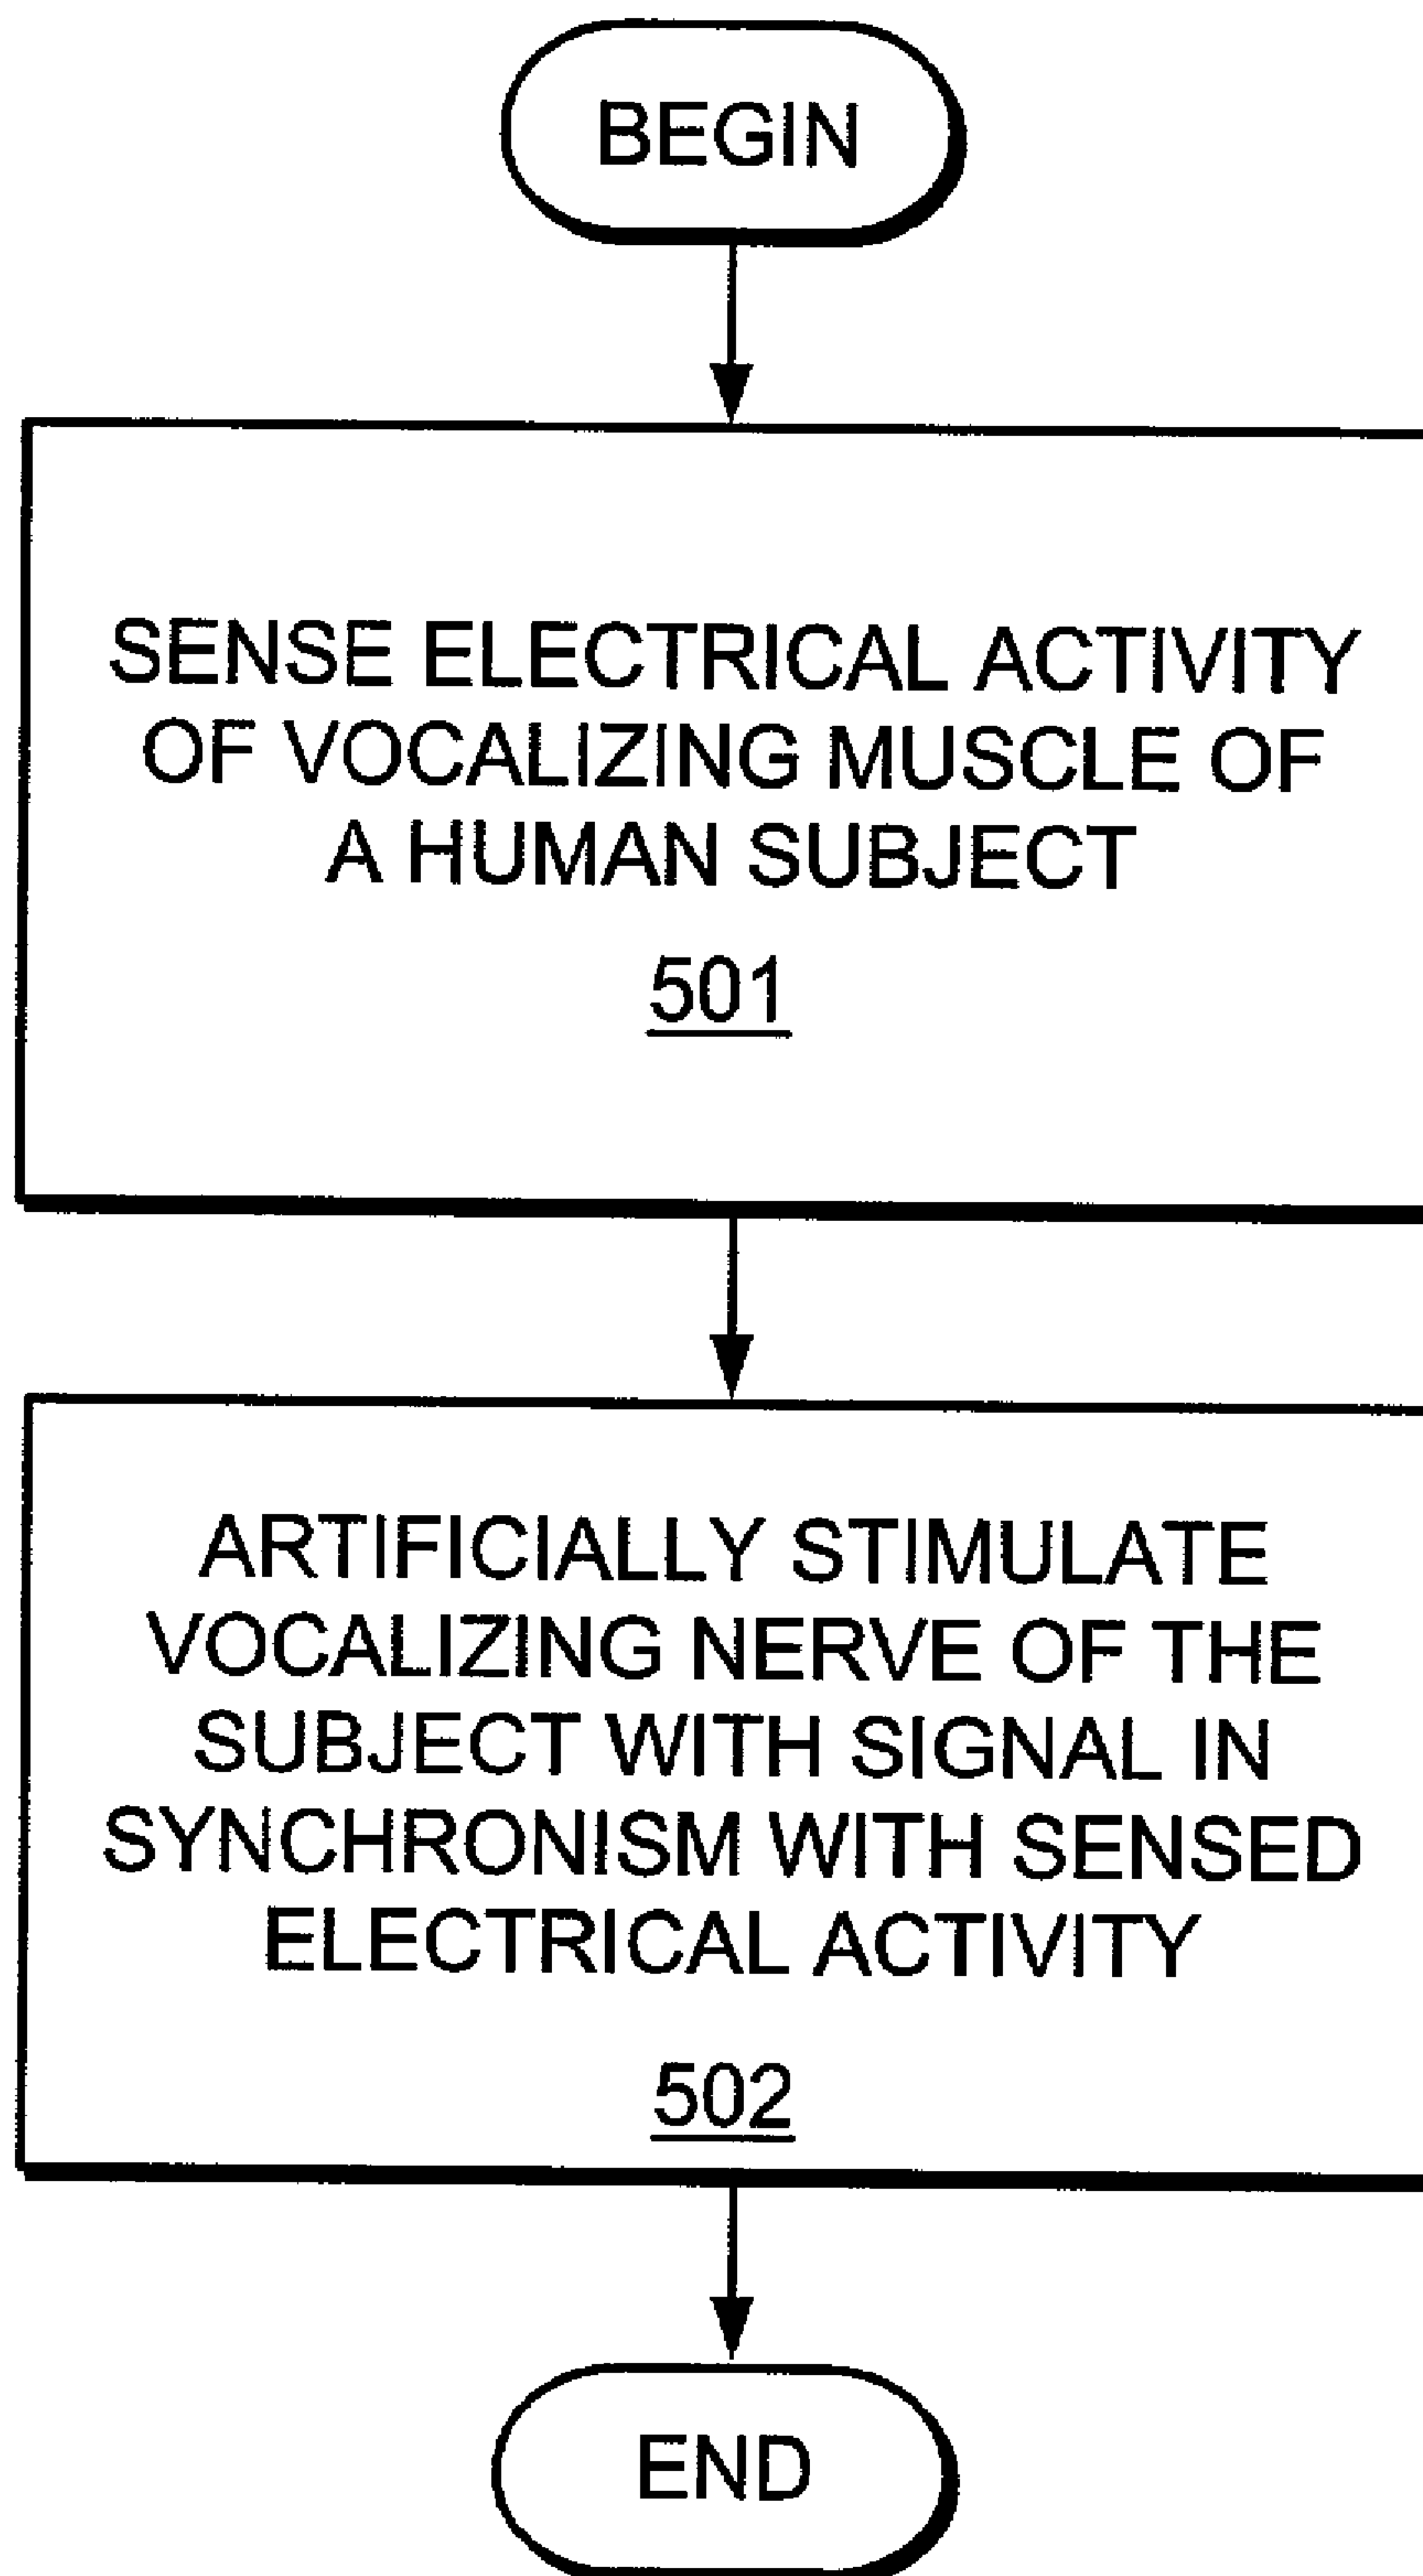 BEGIN
SENSE ELECTRICAL ACTIVITY
OF VOCALIZING MUSCLE OF
A HUMAN SUBJECT
501
ARTIFICIALLY STIMULATE
VOCALIZING NERVE OF THE
SUBJECT WITH SIGNAL IN
SYNCHRONISM WITH SENSED
ELECTRICAL ACTIVITY
502
END